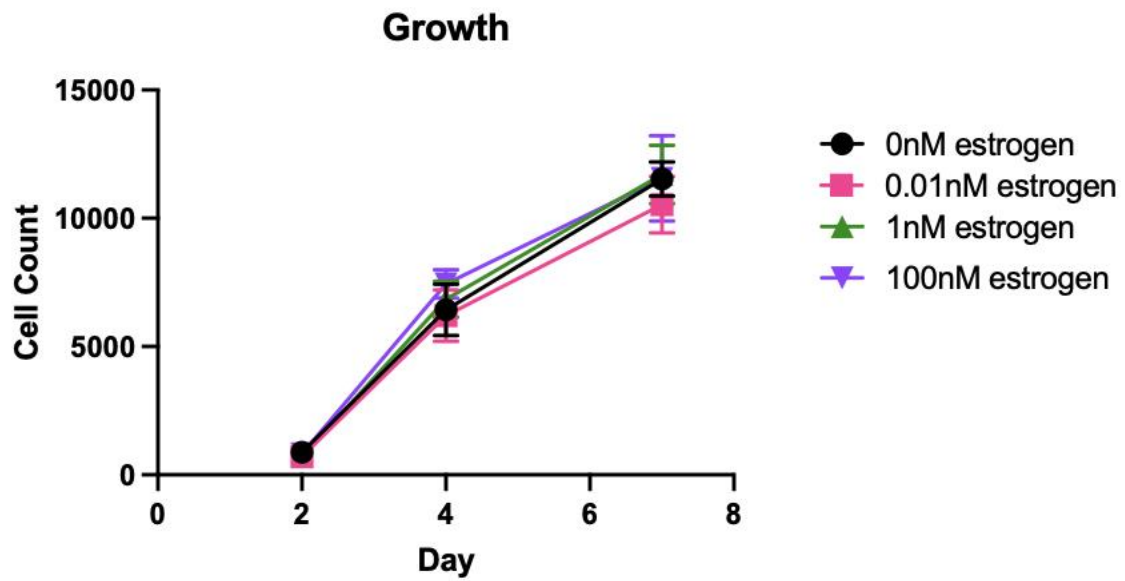 Growth
15000
10000
5000
0
0 2 4 6 8
Cell Count
Day
0nM estrogen
0.01nM estrogen
1nM estrogen
100nM estrogen